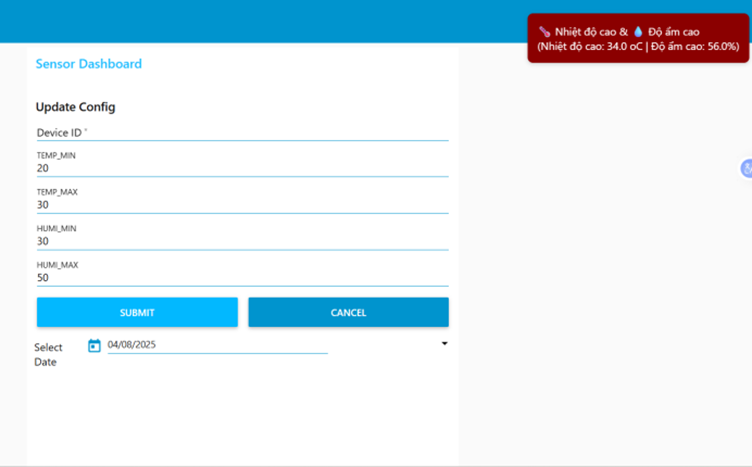 🌡️ Nhiệt độ cao & 💧 Độ ẩm cao
(Nhiệt độ cao: 34.0 oC | Độ ẩm cao: 56.0%)
Sensor Dashboard
Update Config
Device ID *
TEMP_MIN
20
TEMP_MAX
30
HUMI_MIN
30
HUMI_MAX
50
SUBMIT
CANCEL
Select Date
04/08/2025